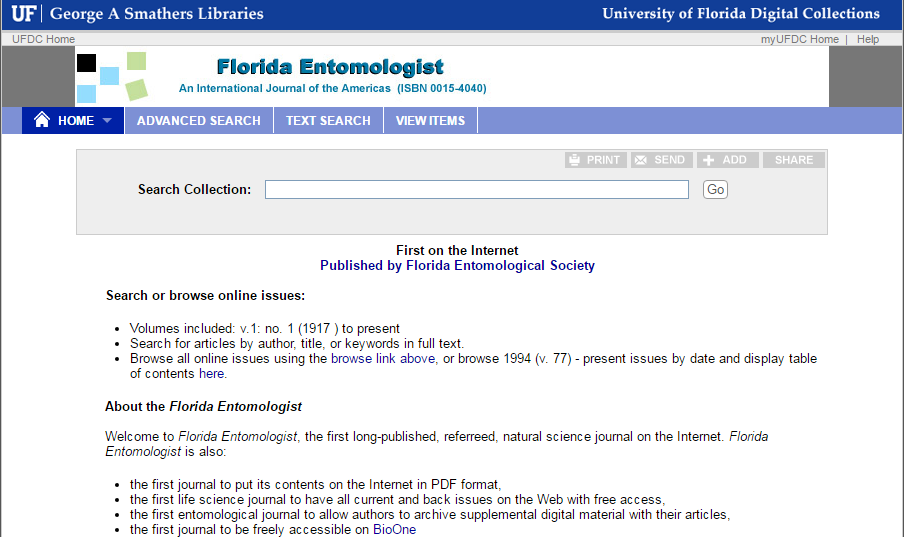 UF George A Smathers Libraries
University of Florida Digital Collections
UFDC Home
myUFDC Home | Help
Florida Entomologist
An International Journal of the Americas (ISBN 0015-4040)
HOME
ADVANCED SEARCH
TEXT SEARCH
VIEW ITEMS
PRINT
SEND
ADD
SHARE
Search Collection:
Go
First on the Internet
Published by Florida Entomological Society
Search or browse online issues:
• Volumes included: v.1: no. 1 (1917 ) to present
• Search for articles by author, title, or keywords in full text.
• Browse all online issues using the browse link above, or browse 1994 (v. 77) - present issues by date and display table
of contents here.
About the Florida Entomologist
Welcome to Florida Entomologist, the first long-published, referreed, natural science journal on the Internet. Florida
Entomologist is also:
• the first journal to put its contents on the Internet in PDF format,
• the first life science journal to have all current and back issues on the Web with free access,
• the first entomological journal to allow authors to archive supplemental digital material with their articles,
• the first journal to be freely accessible on BioOne